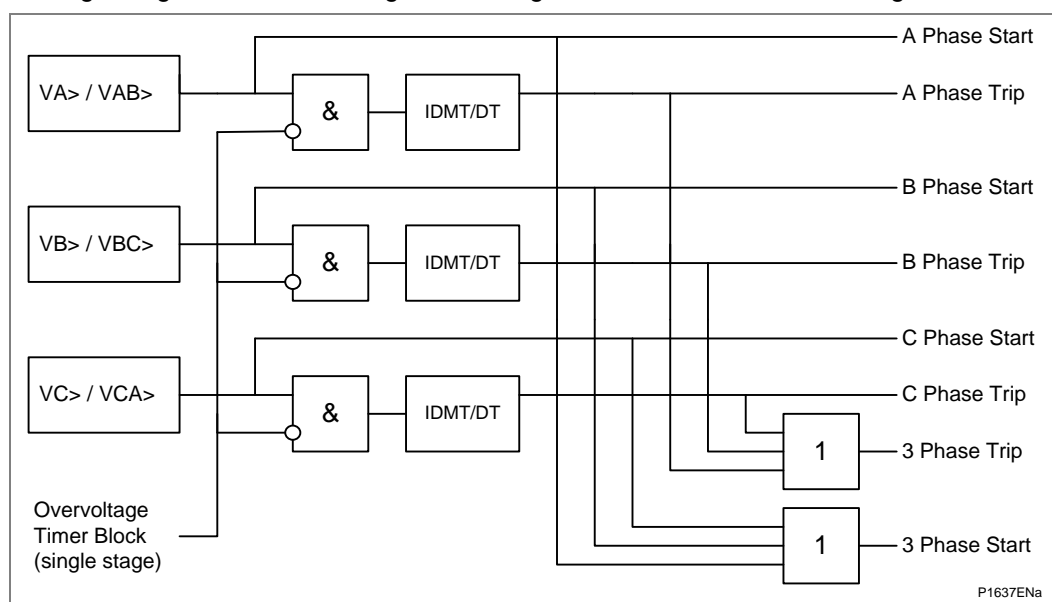 A Phase Start
VA> / VAB>
&
IDMT/DT
A Phase Trip
B Phase Start
VB> / VBC>
&
IDMT/DT
B Phase Trip
C Phase Start
VC> / VCA>
&
IDMT/DT
C Phase Trip
1
3 Phase Trip
Overvoltage
Timer Block
(single stage)
1
3 Phase Start
P1637ENa